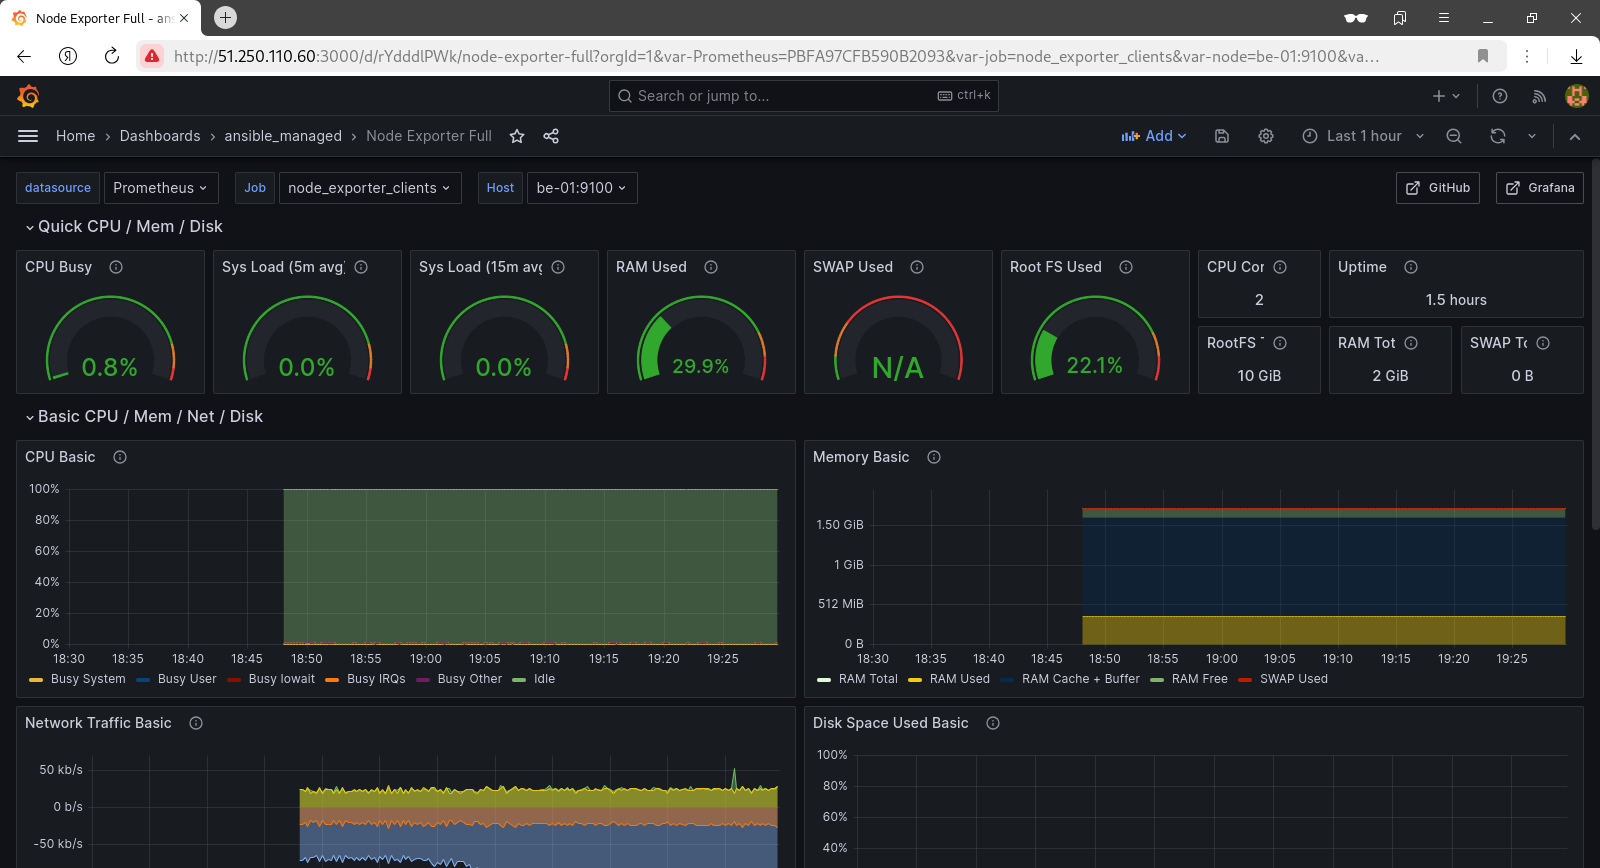 Node Exporter Full - ans
http://51.250.110.60:3000/d/rYdddlPWk/node-exporter-full?orgId=1&var-Prometheus=PBFA97CFB590B2093&var-job=node_exporter_clients&var-node=be-01:9100&va…
Search or jump to... ctrl+k
Home › Dashboards › ansible_managed › Node Exporter Full Add Last 1 hour
datasource Prometheus Job node_exporter_clients Host be-01:9100 GitHub Grafana
Quick CPU / Mem / Disk
CPU Busy Sys Load (5m avg) Sys Load (15m avg RAM Used SWAP Used Root FS Used CPU Cor Uptime
2 1.5 hours
RootFS T RAM Tot SWAP To
0.8% 0.0% 0.0% 29.9% N/A 22.1% 10 GiB 2 GiB 0 B
Basic CPU / Mem / Net / Disk
CPU Basic
100%
80%
60%
40%
20%
0%
18:30 18:35 18:40 18:45 18:50 18:55 19:00 19:05 19:10 19:15 19:20 19:25
Busy System Busy User Busy Iowait Busy IRQs Busy Other Idle
Memory Basic
1.50 GiB
1 GiB
512 MiB
0 B
18:30 18:35 18:40 18:45 18:50 18:55 19:00 19:05 19:10 19:15 19:20 19:25
RAM Total RAM Used RAM Cache + Buffer RAM Free SWAP Used
Network Traffic Basic
50 kb/s
0 b/s
-50 kb/s
Disk Space Used Basic
100%
80%
60%
40%